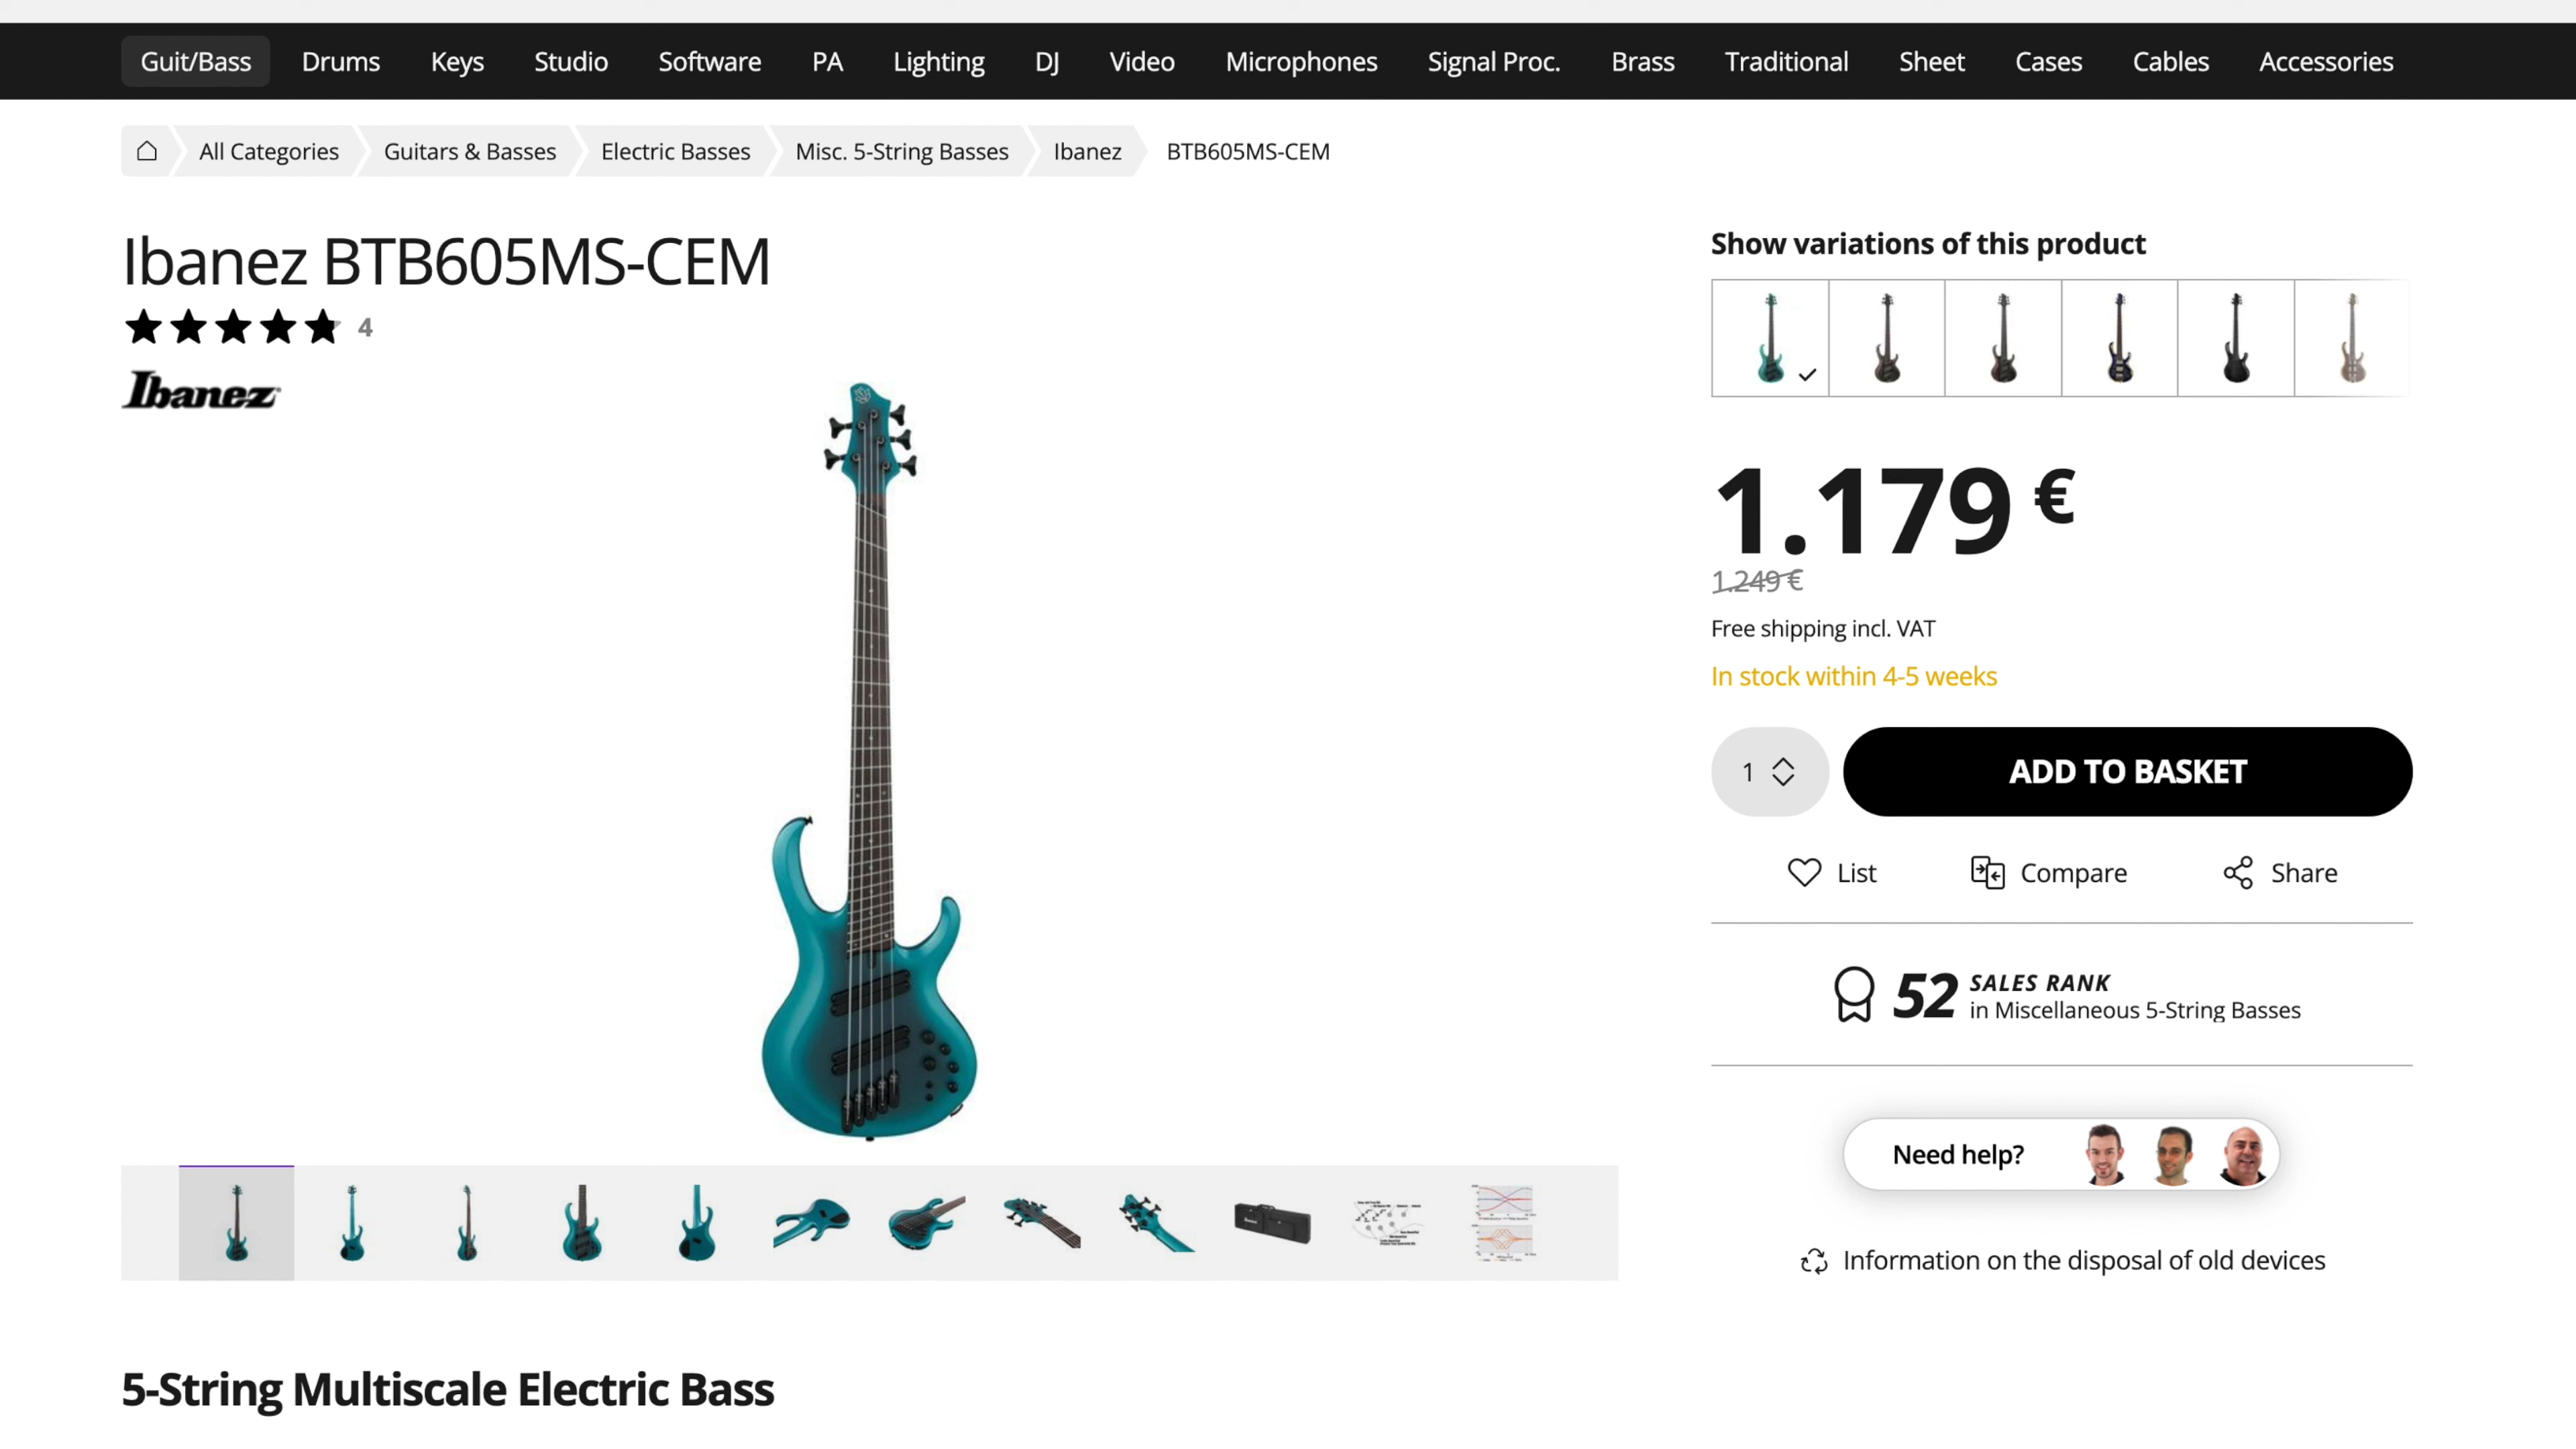 Guit/Bass Drums Keys Studio Software PA Lighting DJ Video Microphones Signal Proc. Brass Traditional Sheet Cases Cables Accessories
All Categories Guitars & Basses Electric Basses Misc. 5-String Basses Ibanez BTB605MS-CEM
Ibanez BTB605MS-CEM
4
Ibanez
Show variations of this product
1.179 €
1.249 €
Free shipping incl. VAT
In stock within 4-5 weeks
1 ADD TO BASKET
List Compare Share
52 SALES RANK
in Miscellaneous 5-String Basses
Need help?
Information on the disposal of old devices
5-String Multiscale Electric Bass